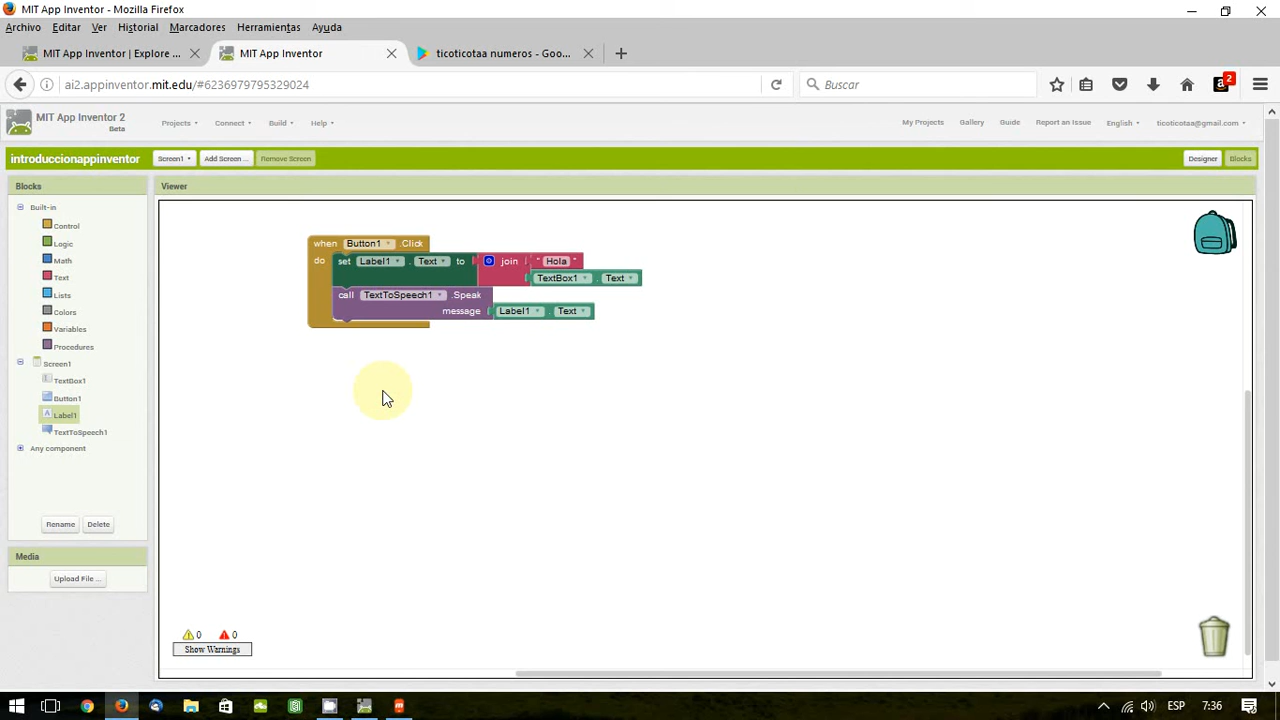 MIT App Inventor - Mozilla Firefox
Archivo Editar Ver Historial Marcadores Herramientas Ayuda
MIT App Inventor | Explore ... MIT App Inventor ticoticotaa numeros - Goo...
ai2.appinventor.mit.edu/#6236979795329024 Buscar 2
MIT App Inventor 2
Beta
Projects Connect Build Help My Projects Gallery Guide Report an Issue English ticoticotaa@gmail.com
introduccionappinventor Screen1 Add Screen ... Remove Screen Designer Blocks
Blocks Viewer
Built-in
Control
Logic
Math
Text
Lists
Colors
Variables
Procedures
Screen1
TextBox1
Button1
Label1
TextToSpeech1
Any component
Rename Delete
Media
Upload File ...
when Button1 .Click
do set Label1 . Text to join " Hola "
TextBox1 . Text
call TextToSpeech1 .Speak
message Label1 . Text
0 0
Show Warnings
ESP 7:36